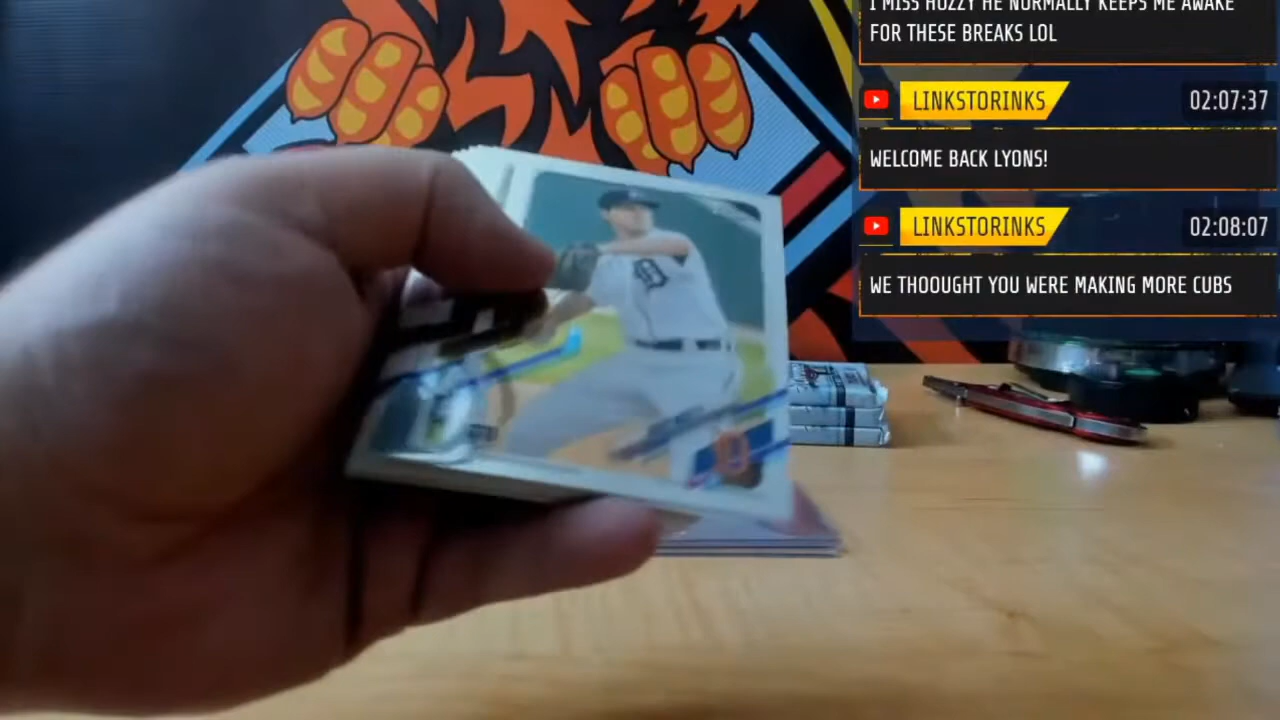 I MISS HOZZY HE NORMALLY KEEPS ME AWAKE
FOR THESE BREAKS LOL
LINKSTORINKS
02:07:37
WELCOME BACK LYONS!
LINKSTORINKS
02:08:07
WE THOOUGHT YOU WERE MAKING MORE CUBS
D